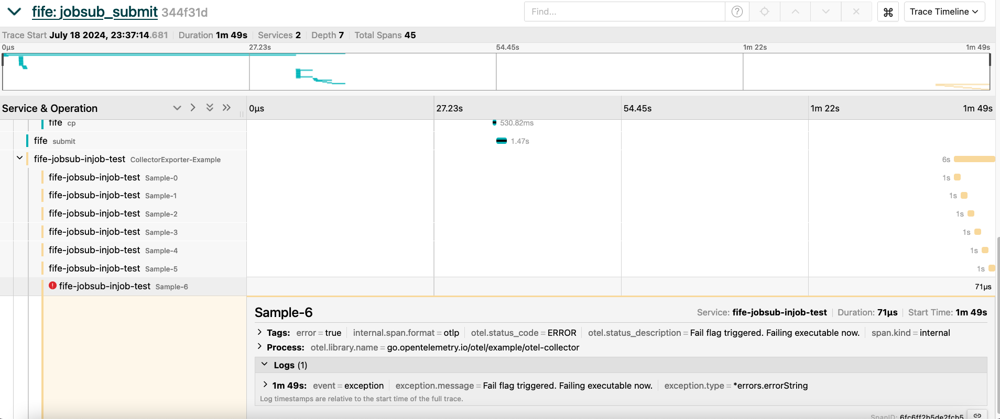 fife: jobsub_submit 344f31d Find... ? ⌘ Trace Timeline
Trace Start July 18 2024, 23:37:14.681 Duration 1m 49s Services 2 Depth 7 Total Spans 45
0μs 27.23s 54.45s 1m 22s 1m 49s
Service & Operation 0μs 27.23s 54.45s 1m 22s 1m 49s
fife cp 530.82ms
fife submit 1.47s
fife-jobsub-injob-test CollectorExporter-Example 6s
fife-jobsub-injob-test Sample-0 1s
fife-jobsub-injob-test Sample-1 1s
fife-jobsub-injob-test Sample-2 1s
fife-jobsub-injob-test Sample-3 1s
fife-jobsub-injob-test Sample-4 1s
fife-jobsub-injob-test Sample-5 1s
! fife-jobsub-injob-test Sample-6 71μs
Sample-6 Service: fife-jobsub-injob-test Duration: 71μs Start Time: 1m 49s
Tags: error = true internal.span.format = otlp otel.status_code = ERROR otel.status_description = Fail flag triggered. Failing executable now. span.kind = internal
Process: otel.library.name = go.opentelemetry.io/otel/example/otel-collector
Logs (1)
1m 49s: event = exception exception.message = Fail flag triggered. Failing executable now. exception.type = *errors.errorString
Log timestamps are relative to the start time of the full trace.
SpanID: 6fc6ff2b5de2fcb5